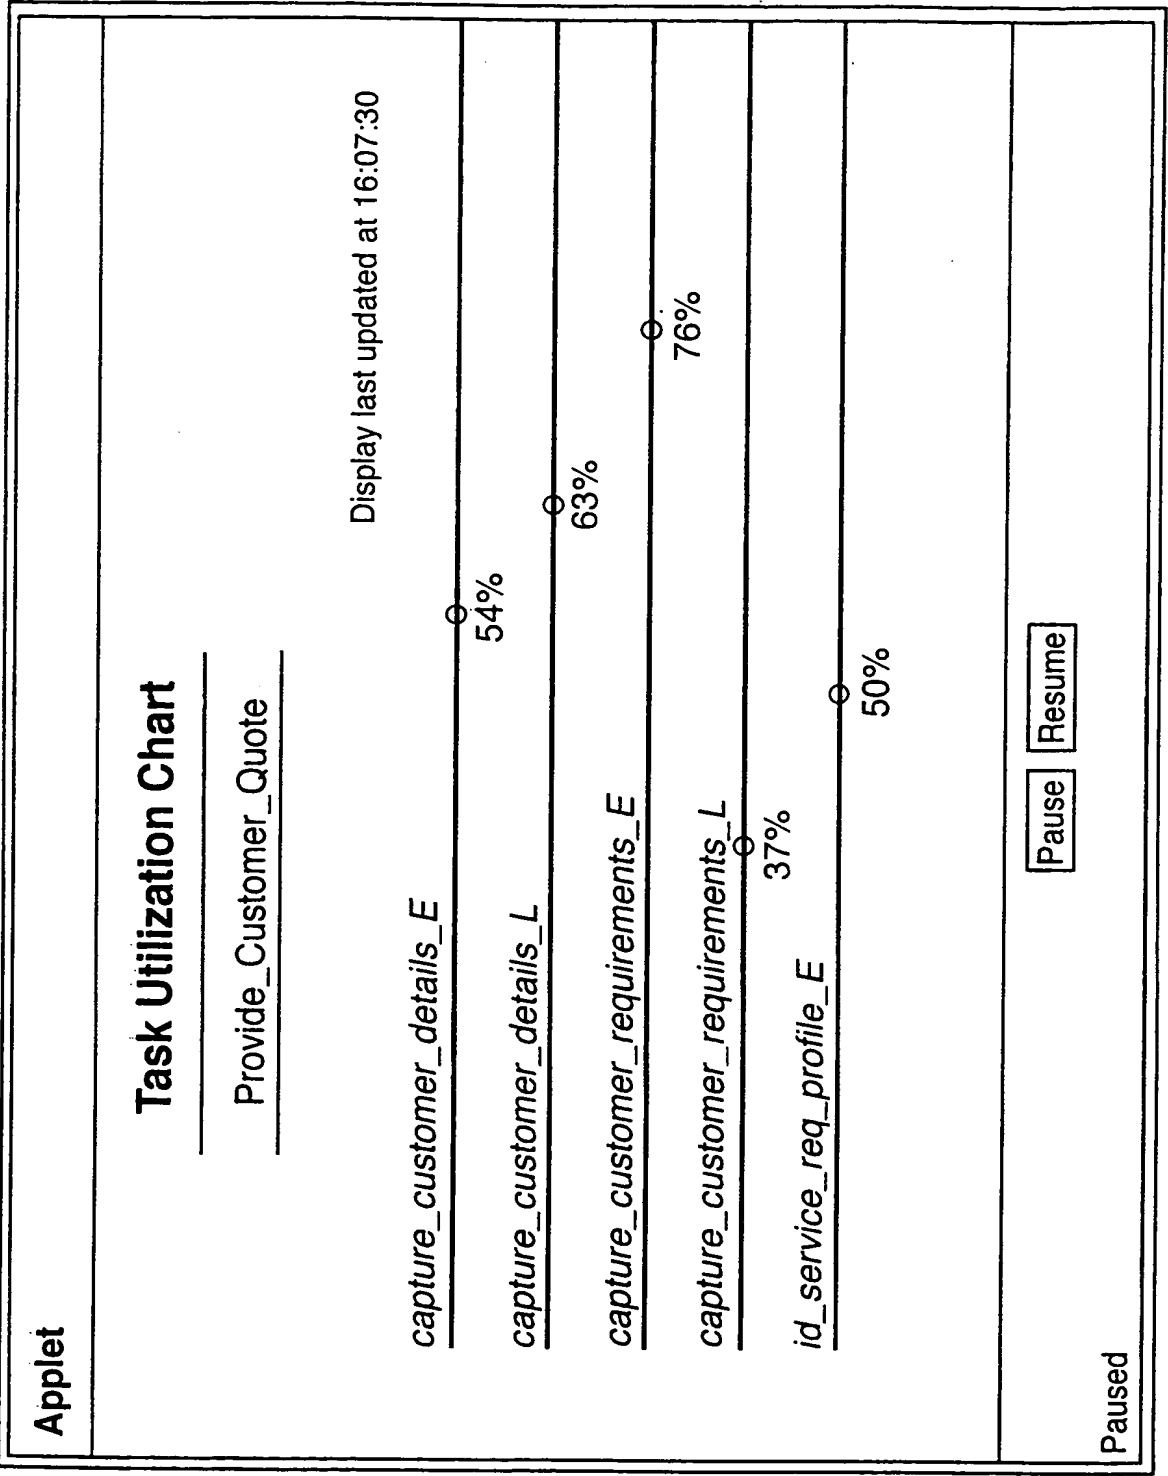 Applet
Task Utilization Chart
Provide_Customer_Quote
Display last updated at 16:07:30
capture_customer_details_E
54%
capture_customer_details_L
63%
capture_customer_requirements_E
76%
capture_customer_requirements_L
37%
id_service_req_profile_E
50%
Pause Resume
Paused